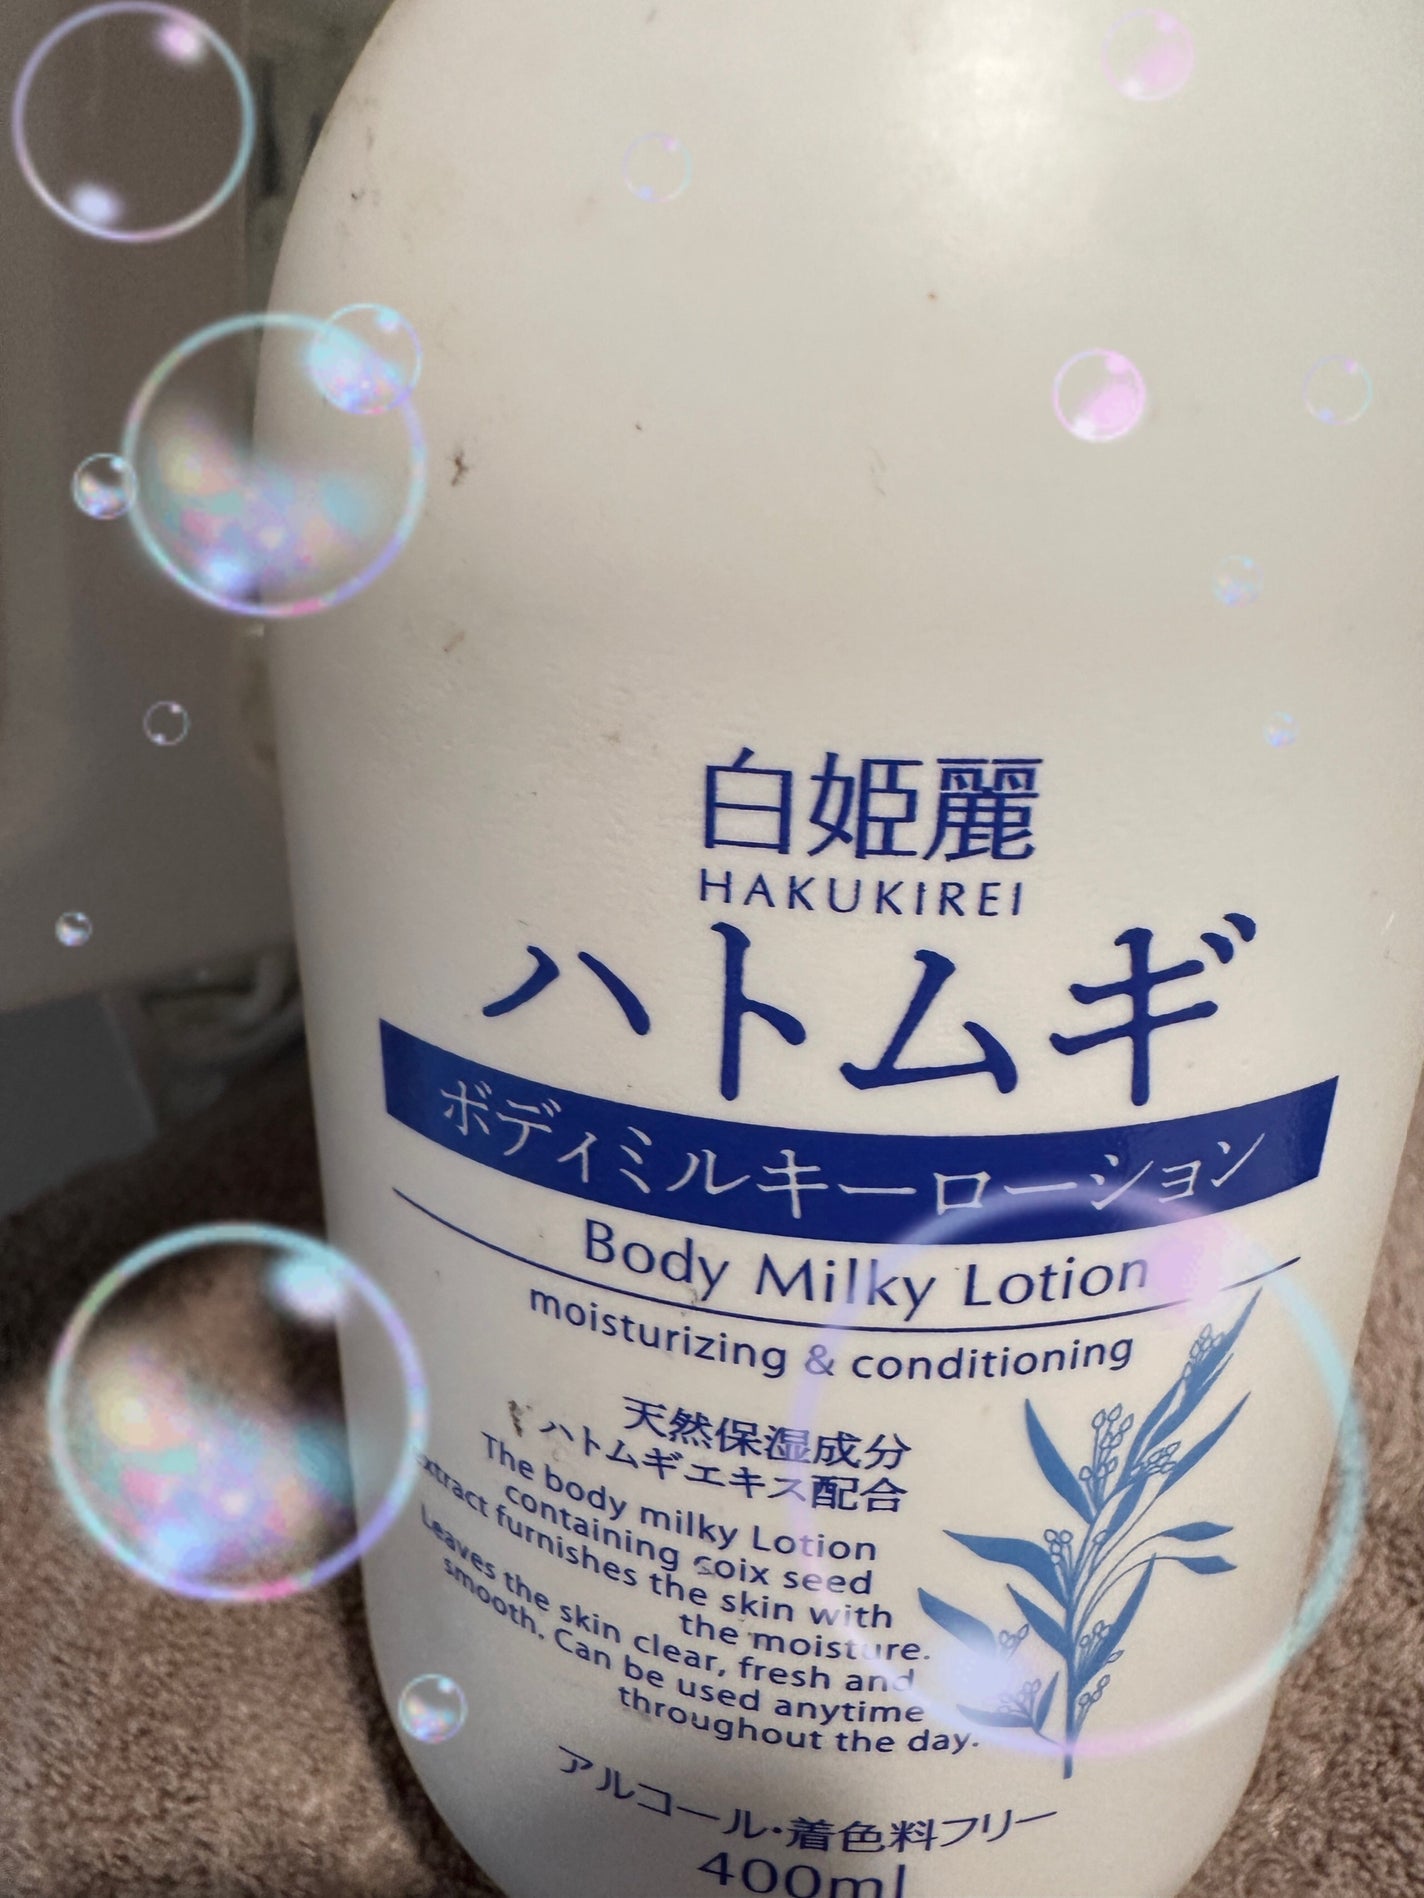 白姫麗
HAKUKIREI
ハトムギ
ボディミルキーローション
Body Milky Lotion
moisturizing & conditioning
天然保湿成分
ハトムギエキス配合
The body milky Lotion
containing coix seed
extract furnishes the skin with
the moisture.
Leaves the skin clear, fresh and
smooth. Can be used anytime
throughout the day.
アルコール・着色料フリー
400ml